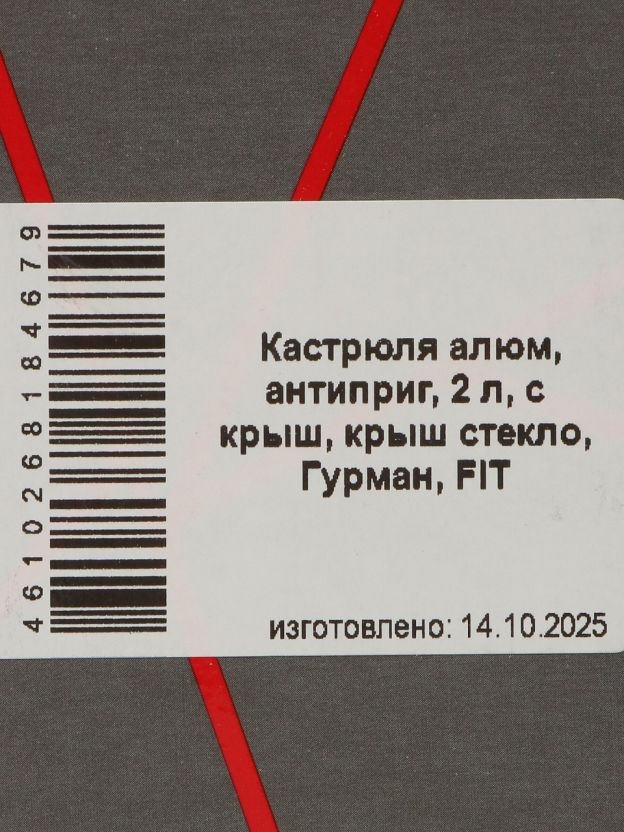 Кастрюля алюм,
антиприг, 2 л, с
крыш, крыш стекло,
Гурман, FIT
изготовлено: 14.10.2025
4610268184679